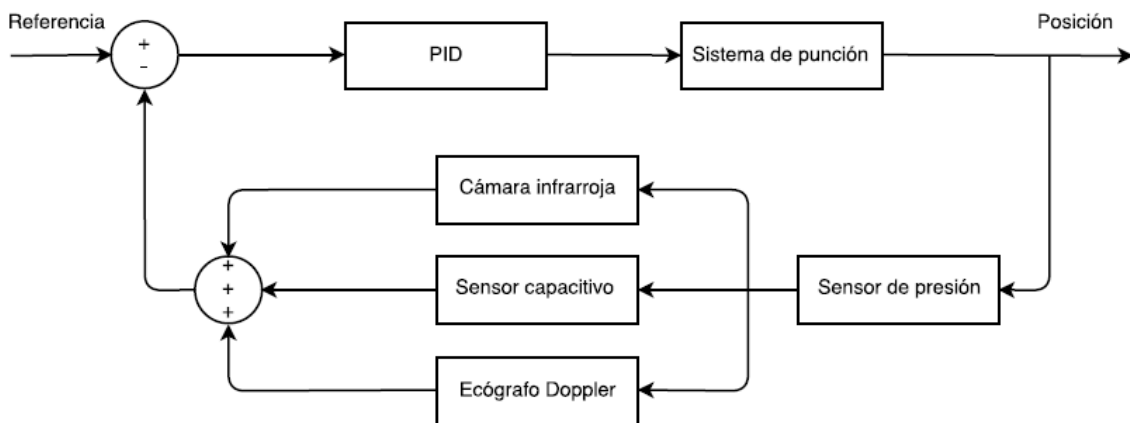 Referencia
Posición
+
-
PID
Sistema de punción
Cámara infrarroja
+
+
+
Sensor capacitivo
Sensor de presión
Ecógrafo Doppler